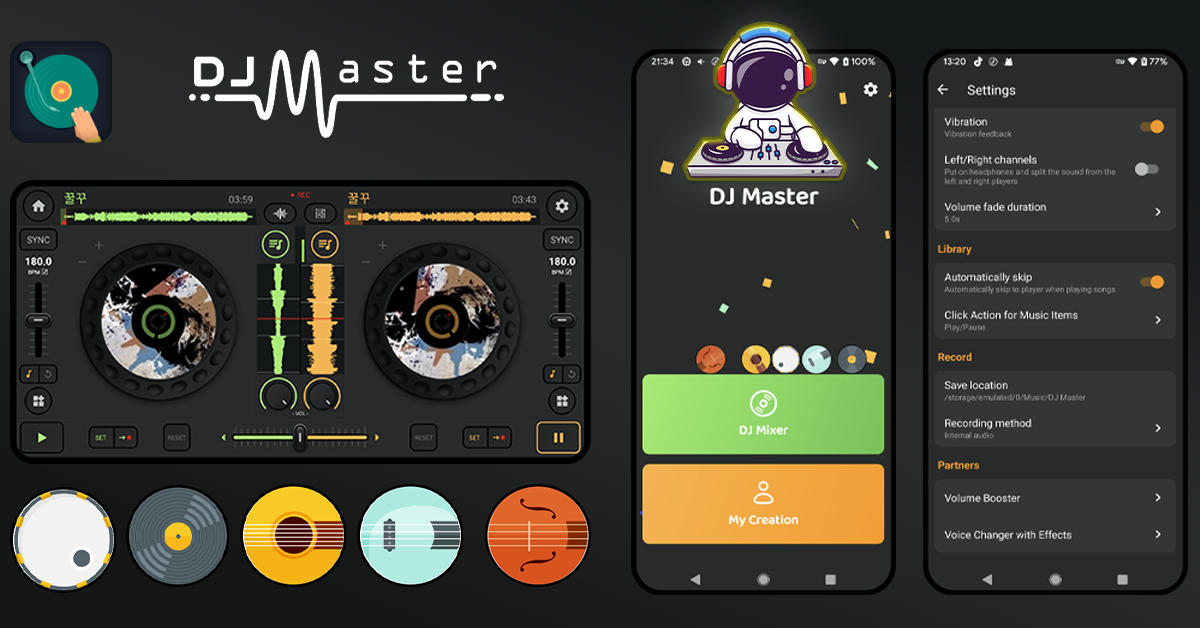 DJ Master
꿀꾸
03:59
REC
꿀꾸
03:43
SYNC
SYNC
180.0
BPM
180.0
BPM
- VOL -
SET
RESET
RESET
SET
21:34
100%
DJ Master
DJ Mixer
My Creation
13:20
77%
Settings
Vibration
Vibration feedback
Left/Right channels
Put on headphones and split the sound from the
left and right players
Volume fade duration
5.0s
Library
Automatically skip
Automatically skip to player when playing songs
Click Action for Music Items
Play/Pause
Record
Save location
/storage/emulated/0/Music/DJ Master
Recording method
Internal audio
Partners
Volume Booster
Voice Changer with Effects